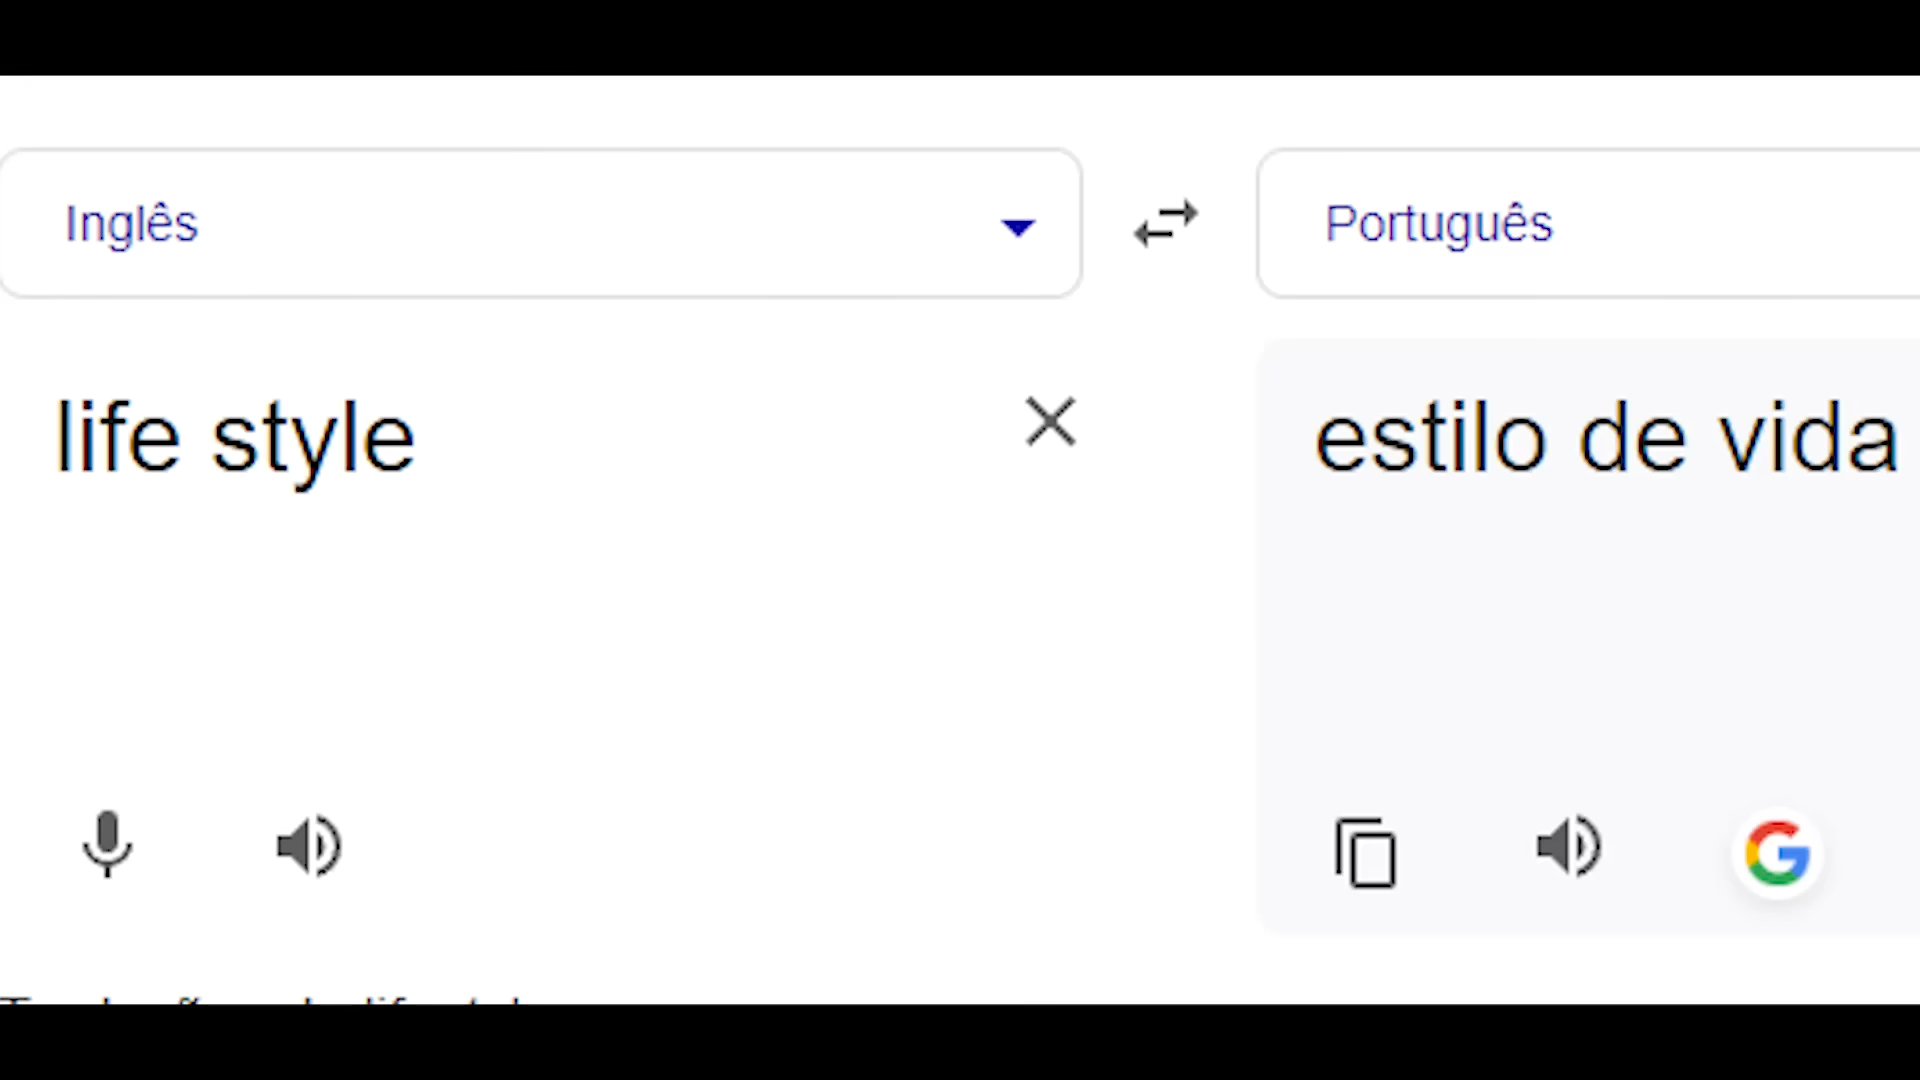 Inglês
Português
life style
estilo de vida